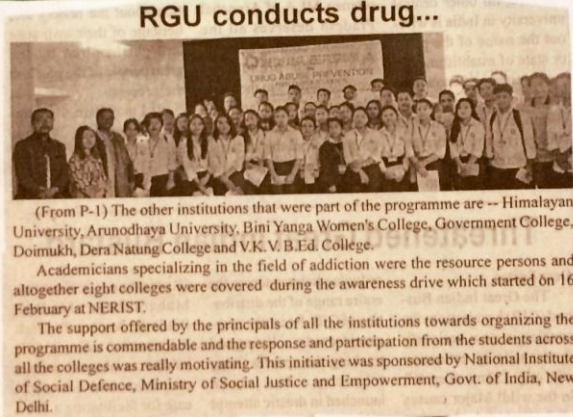 RGU conducts drug...
DRUG ABUSE PREVENTION
(From P-1) The other institutions that were part of the programme are -- Himalayan
University, Arunodhaya University, Bini Yanga Women's College, Government College,
Doimukh, Dera Natung College and V.K.V. B.Ed. College.
Academicians specializing in the field of addiction were the resource persons and
altogether eight colleges were covered during the awareness drive which started on 16
February at NERIST.
The support offered by the principals of all the institutions towards organizing the
programme is commendable and the response and participation from the students across
all the colleges was really motivating. This initiative was sponsored by National Institute
of Social Defence, Ministry of Social Justice and Empowerment, Govt. of India, New
Delhi.